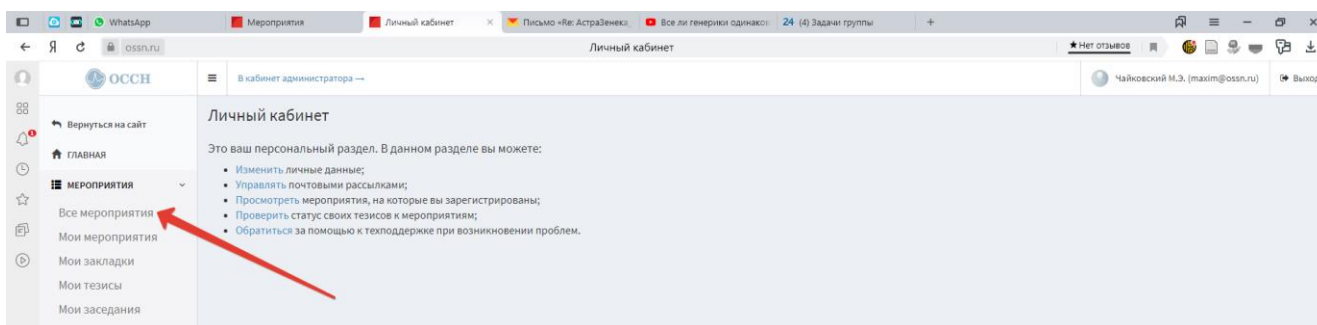 WhatsApp
Мероприятия
Личный кабинет
Письмо «Re: АстраЗенека_
Все ли генерики одинаков
24 (4) Задачи группы
Я
ossn.ru
Личный кабинет
Нет отзывов
ОССН
В кабинет администратора →
Чайковский М.Э. (maxim@ossn.ru)
Выход
Вернуться на сайт
ГЛАВНАЯ
МЕРОПРИЯТИЯ
Все мероприятия
Мои мероприятия
Мои закладки
Мои тезисы
Мои заседания
Личный кабинет
Это ваш персональный раздел. В данном разделе вы можете:
• Изменить личные данные;
• Управлять почтовыми рассылками;
• Просмотреть мероприятия, на которые вы зарегистрированы;
• Проверить статус своих тезисов к мероприятиям;
• Обратиться за помощью к техподдержке при возникновении проблем.